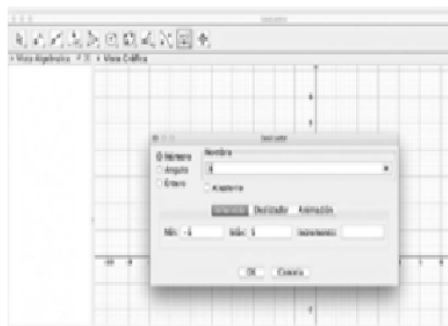 Vista Algebraica
Vista Gráfica
Nombre
Número
Ángulo
Entero
Aleatorio
Intervalo Deslizador Animación
Mín: -5 Máx: 5 Incremento:
OK Cancela